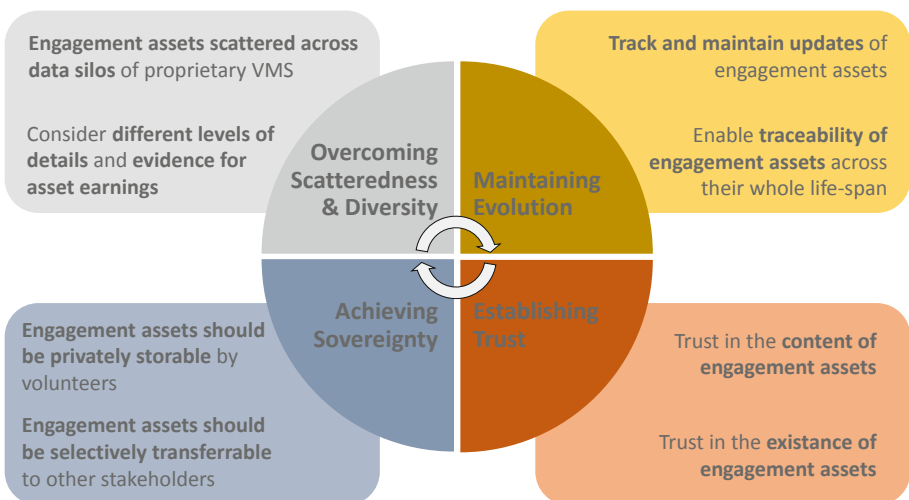 Engagement assets scattered across
data silos of proprietary VMS
Consider different levels of
details and evidence for
asset earnings
Track and maintain updates of
engagement assets
Enable traceability of
engagement assets across
their whole life-span
Overcoming
Scatteredness
& Diversity
Maintaining
Evolution
Achieving
Sovereignty
Establishing
Trust
Engagement assets should
be privately storable by
volunteers
Engagement assets should
be selectively transferrable
to other stakeholders
Trust in the content of
engagement assets
Trust in the existance of
engagement assets